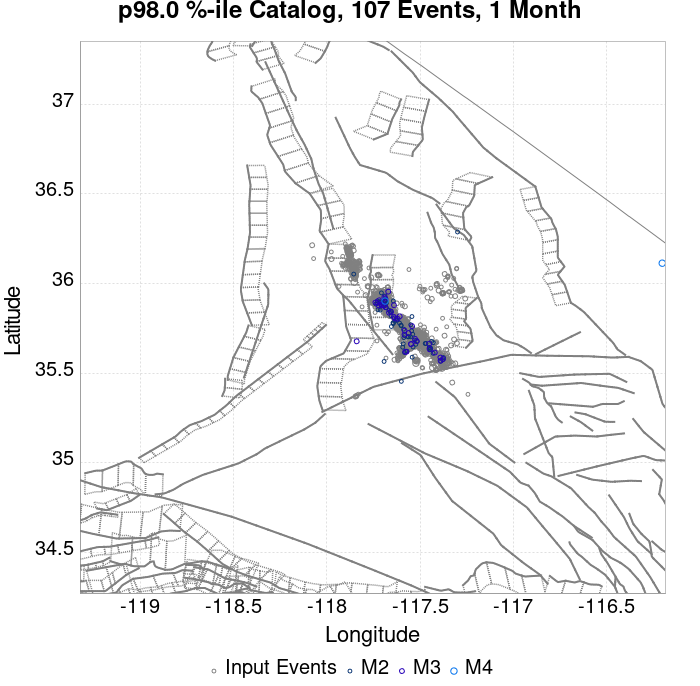 p98.0 %-ile Catalog, 107 Events, 1 Month
37
36.5
36
35.5
35
34.5
Latitude
-119
-118.5
-118
-117.5
-117
-116.5
Longitude
Input Events
M2
M3
M4